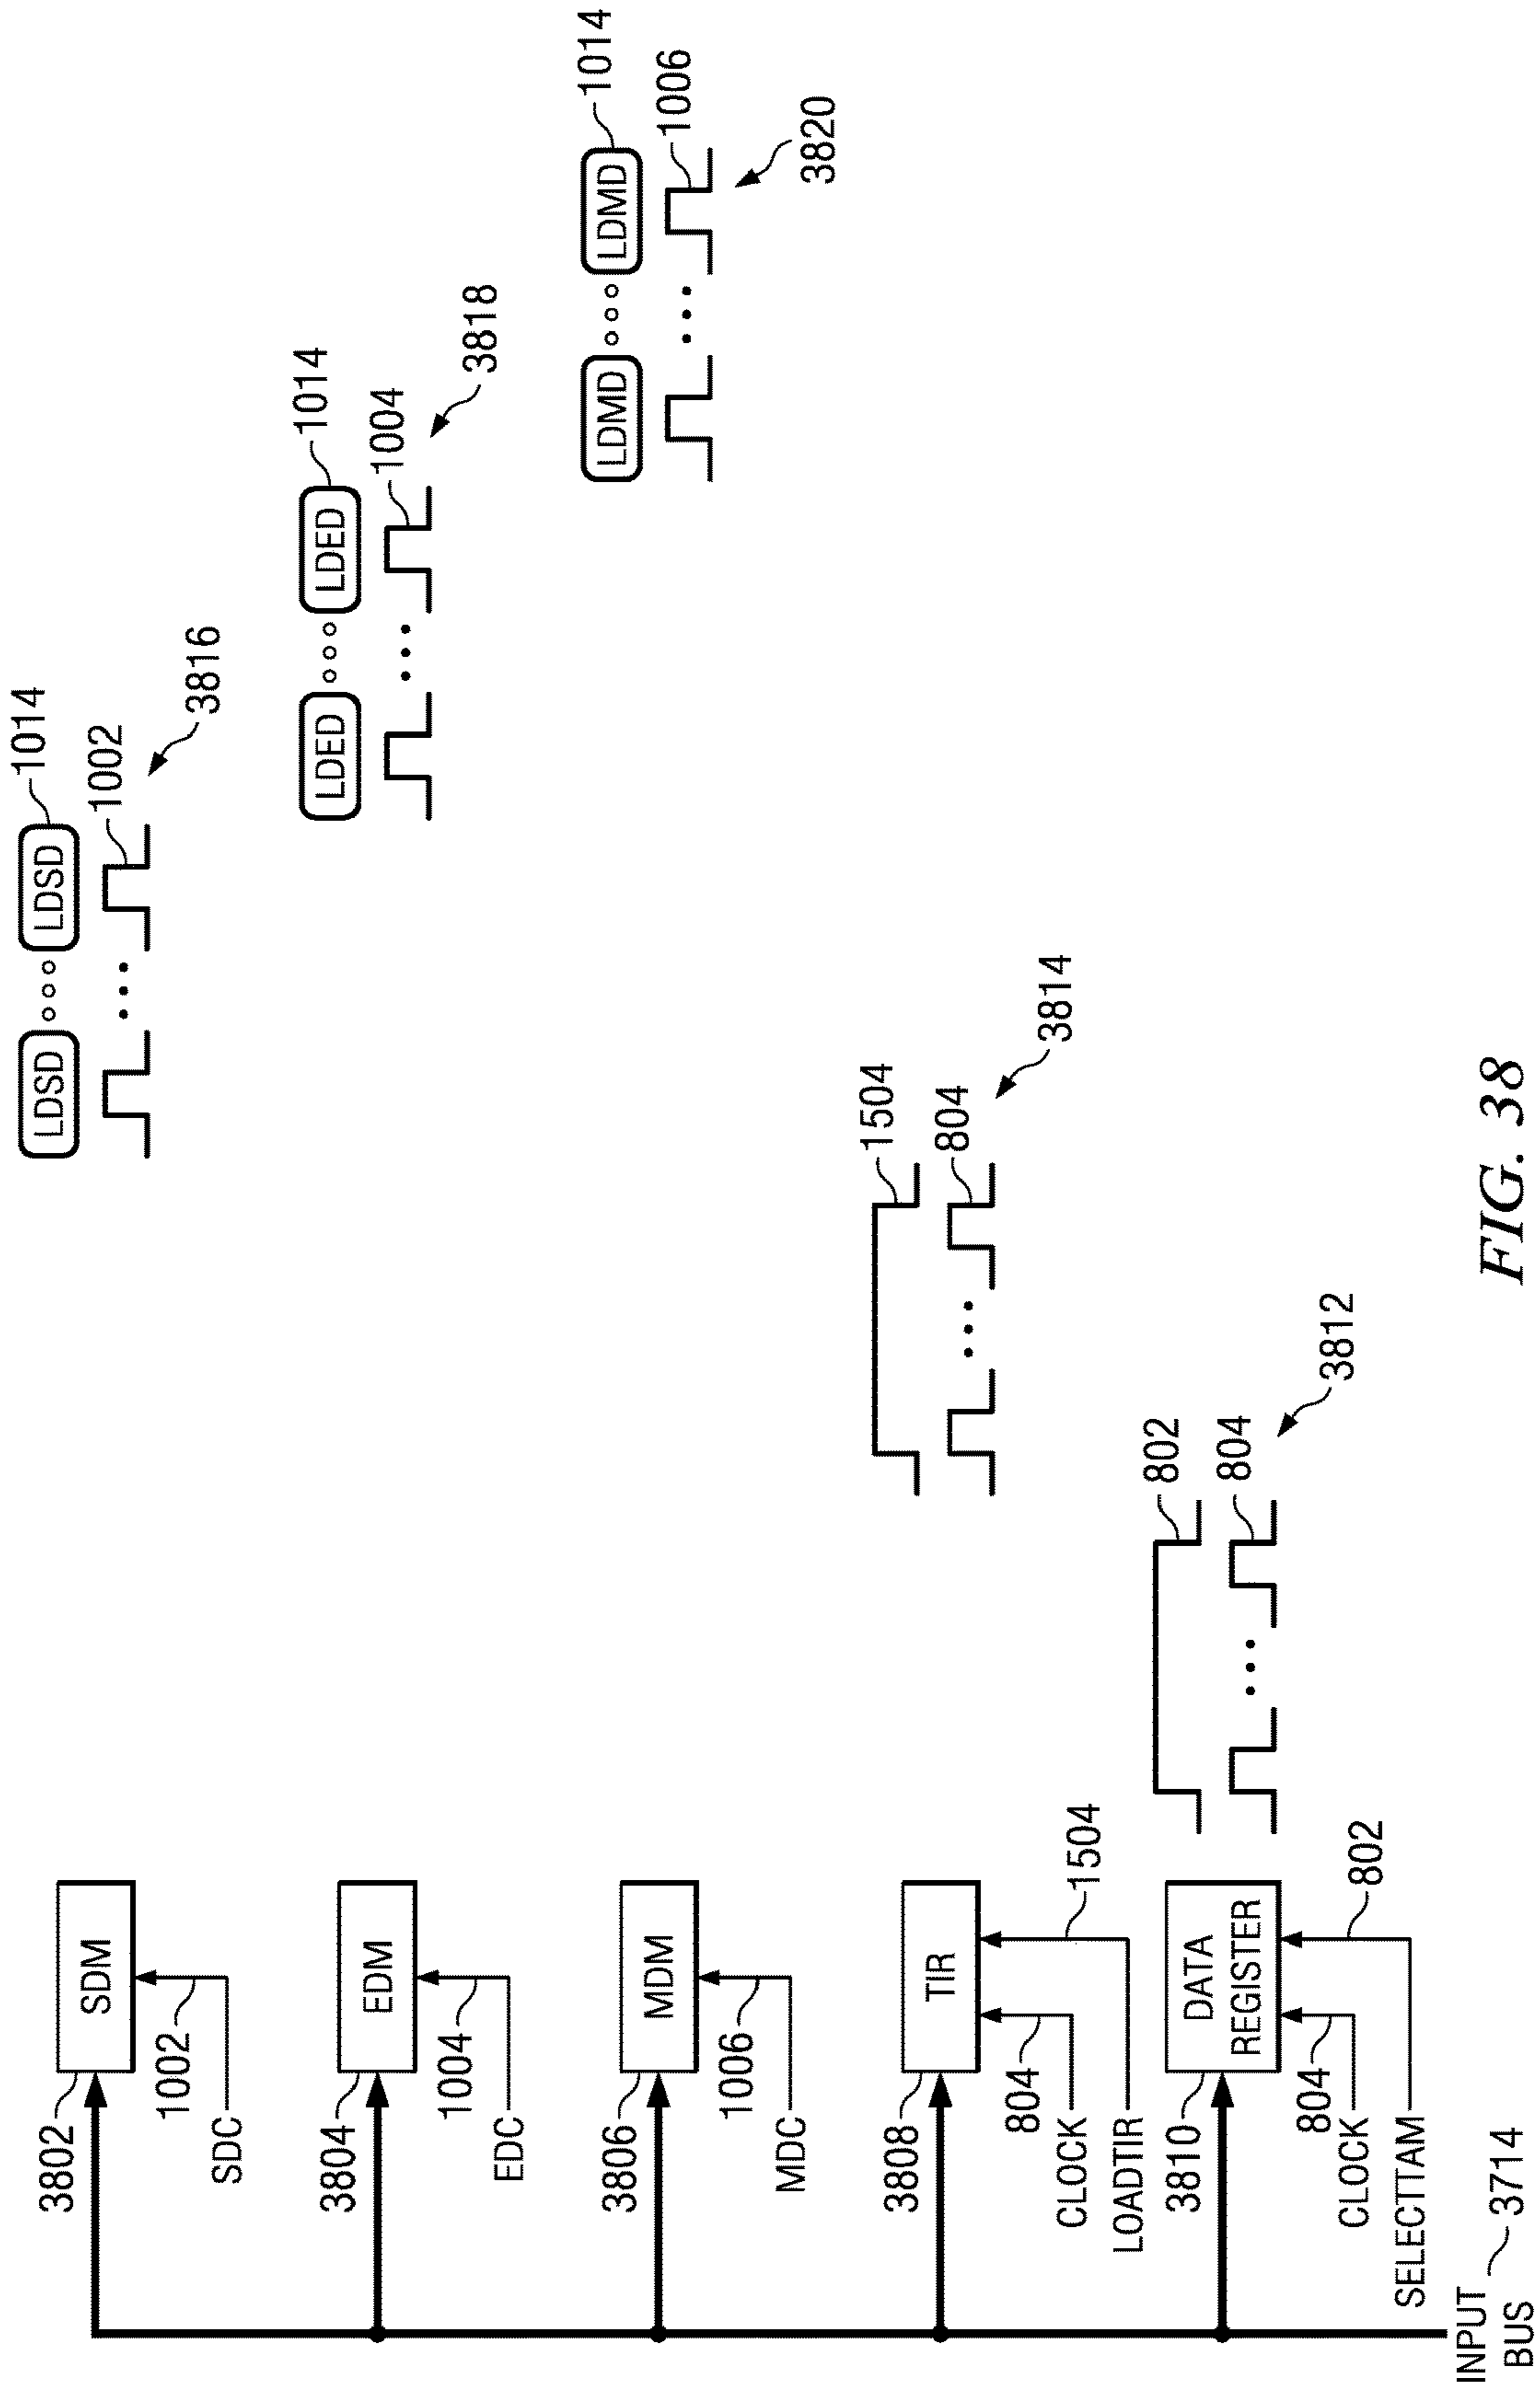 3802
SDM
1002
SDC
LDSD
LDSD
1014
1002
3816
3804
EDM
1004
EDC
LDED
LDED
1014
1004
3818
3806
MDM
1006
MDC
LDMD
LDMD
1014
1006
3820
3808
TIR
804
CLOCK
1504
LOADTIR
1504
804
3814
3810
DATA
REGISTER
804
CLOCK
802
SELECTTAM
802
804
3812
INPUT
BUS
3714
FIG. 38